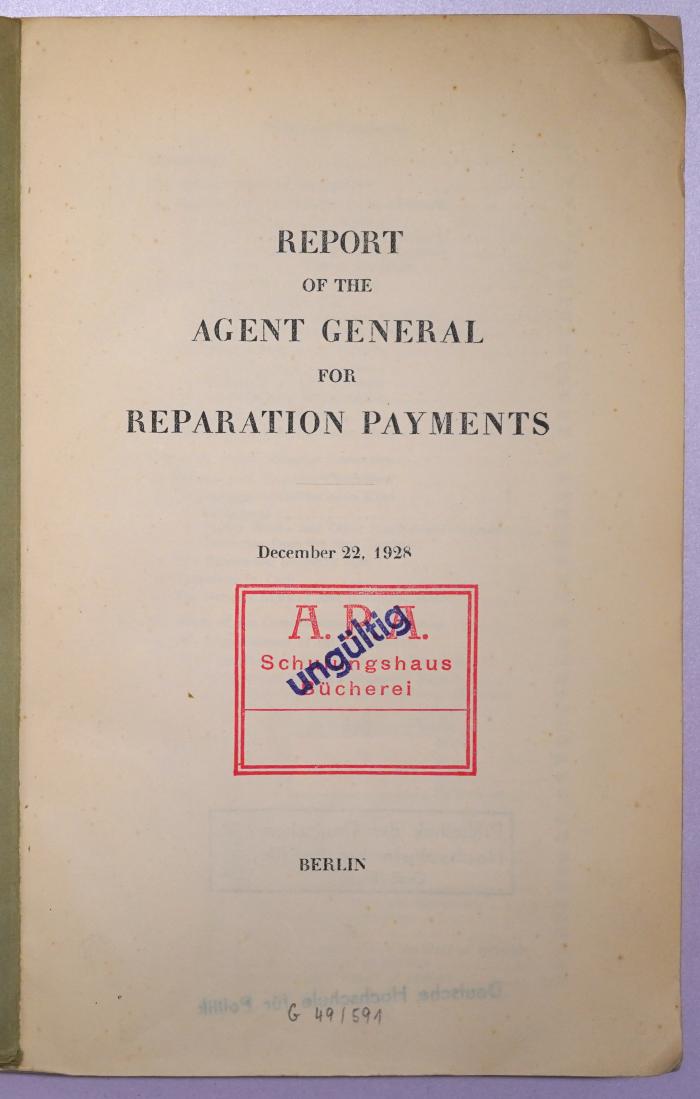 REPORT
OF THE
AGENT GENERAL
FOR
REPARATION PAYMENTS
December 22, 1928
A. P. A.
Schulungshaus
Bücherei
ungültig
BERLIN
Deutsche Hochschule für Politik
G 49/591